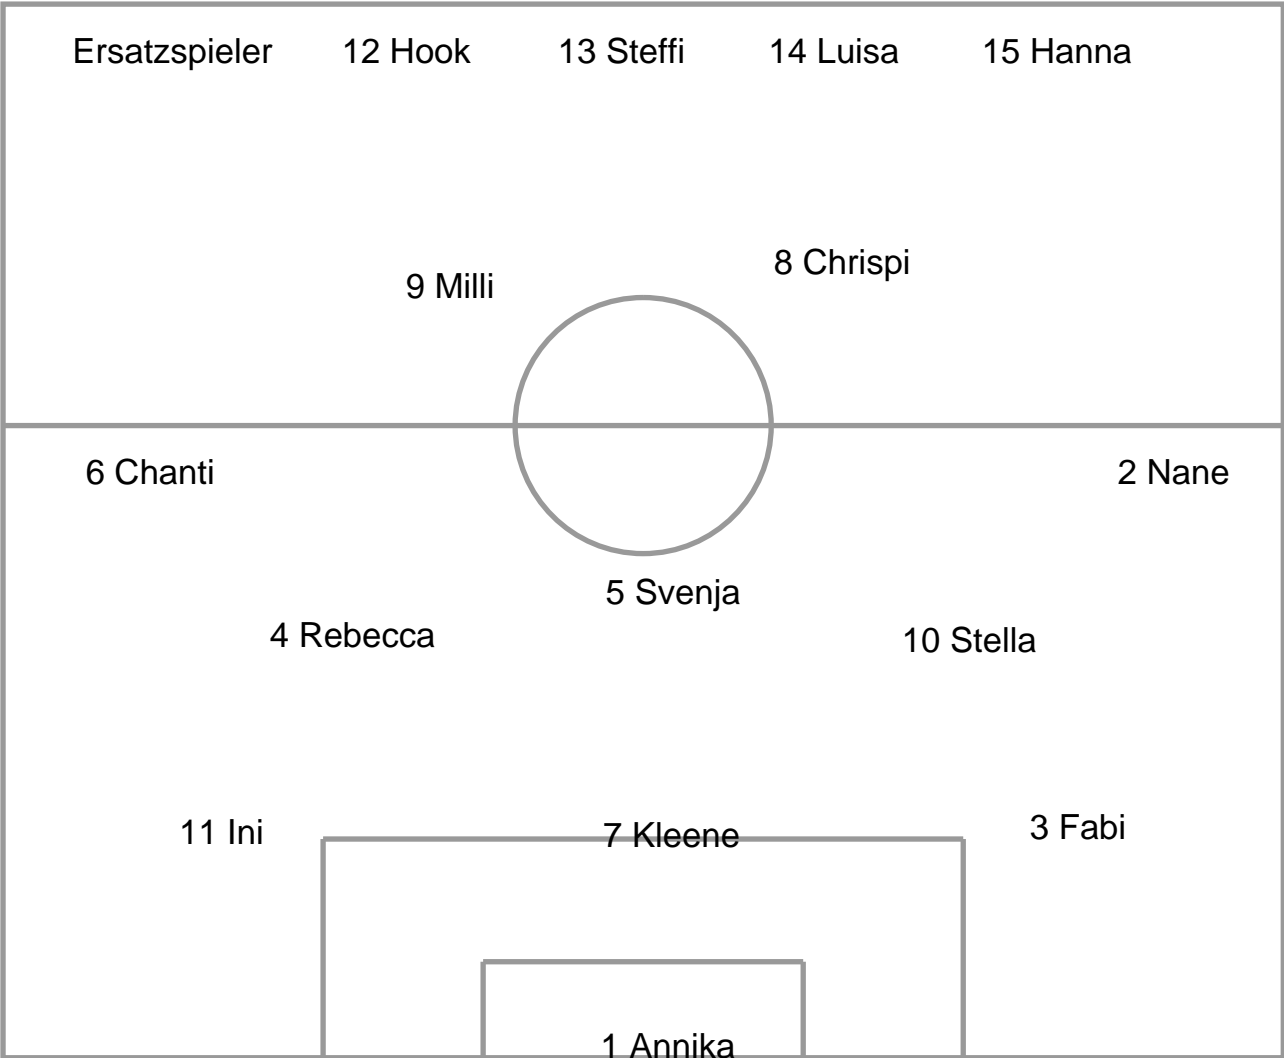 Ersatzspieler 12 Hook 13 Steffi 14 Luisa 15 Hanna
8 Chrispi
9 Milli
6 Chanti 2 Nane
5 Svenja
4 Rebecca 10 Stella
11 Ini 7 Kleene 3 Fabi
1 Annika